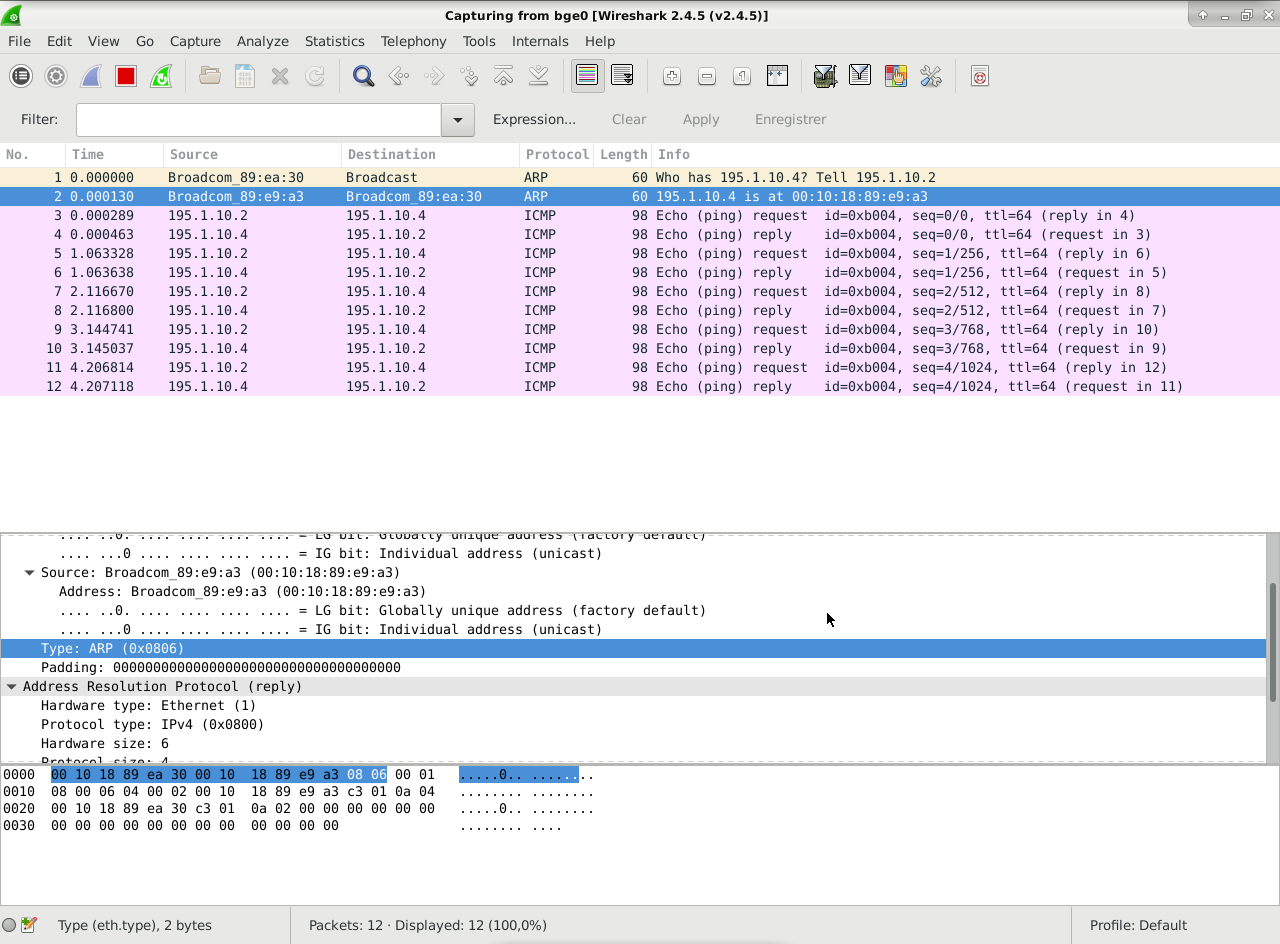 Capturing from bge0 [Wireshark 2.4.5 (v2.4.5)]
File Edit View Go Capture Analyze Statistics Telephony Tools Internals Help
Filter: Expression... Clear Apply Enregistrer
No. Time Source Destination Protocol Length Info
1 0.000000 Broadcom_89:ea:30 Broadcast ARP 60 Who has 195.1.10.4? Tell 195.1.10.2
2 0.000130 Broadcom_89:e9:a3 Broadcom_89:ea:30 ARP 60 195.1.10.4 is at 00:10:18:89:e9:a3
3 0.000289 195.1.10.2 195.1.10.4 ICMP 98 Echo (ping) request id=0xb004, seq=0/0, ttl=64 (reply in 4)
4 0.000463 195.1.10.4 195.1.10.2 ICMP 98 Echo (ping) reply id=0xb004, seq=0/0, ttl=64 (request in 3)
5 1.063328 195.1.10.2 195.1.10.4 ICMP 98 Echo (ping) request id=0xb004, seq=1/256, ttl=64 (reply in 6)
6 1.063638 195.1.10.4 195.1.10.2 ICMP 98 Echo (ping) reply id=0xb004, seq=1/256, ttl=64 (request in 5)
7 2.116670 195.1.10.2 195.1.10.4 ICMP 98 Echo (ping) request id=0xb004, seq=2/512, ttl=64 (reply in 8)
8 2.116800 195.1.10.4 195.1.10.2 ICMP 98 Echo (ping) reply id=0xb004, seq=2/512, ttl=64 (request in 7)
9 3.144741 195.1.10.2 195.1.10.4 ICMP 98 Echo (ping) request id=0xb004, seq=3/768, ttl=64 (reply in 10)
10 3.145037 195.1.10.4 195.1.10.2 ICMP 98 Echo (ping) reply id=0xb004, seq=3/768, ttl=64 (request in 9)
11 4.206814 195.1.10.2 195.1.10.4 ICMP 98 Echo (ping) request id=0xb004, seq=4/1024, ttl=64 (reply in 12)
12 4.207118 195.1.10.4 195.1.10.2 ICMP 98 Echo (ping) reply id=0xb004, seq=4/1024, ttl=64 (request in 11)
.... ..0. .... .... .... .... = LG bit: Globally unique address (factory default)
.... ...0 .... .... .... .... = IG bit: Individual address (unicast)
Source: Broadcom_89:e9:a3 (00:10:18:89:e9:a3)
Address: Broadcom_89:e9:a3 (00:10:18:89:e9:a3)
.... ..0. .... .... .... .... = LG bit: Globally unique address (factory default)
.... ...0 .... .... .... .... = IG bit: Individual address (unicast)
Type: ARP (0x0806)
Padding: 000000000000000000000000000000000000
Address Resolution Protocol (reply)
Hardware type: Ethernet (1)
Protocol type: IPv4 (0x0800)
Hardware size: 6
Protocol size: 4
0000 00 10 18 89 ea 30 00 10 18 89 e9 a3 08 06 00 01 .....0.. ........
0010 08 00 06 04 00 02 00 10 18 89 e9 a3 c3 01 0a 04 ........ ........
0020 00 10 18 89 ea 30 c3 01 0a 02 00 00 00 00 00 00 .....0.. ........
0030 00 00 00 00 00 00 00 00 00 00 00 00 ........ ....
Type (eth.type), 2 bytes Packets: 12 · Displayed: 12 (100,0%) Profile: Default